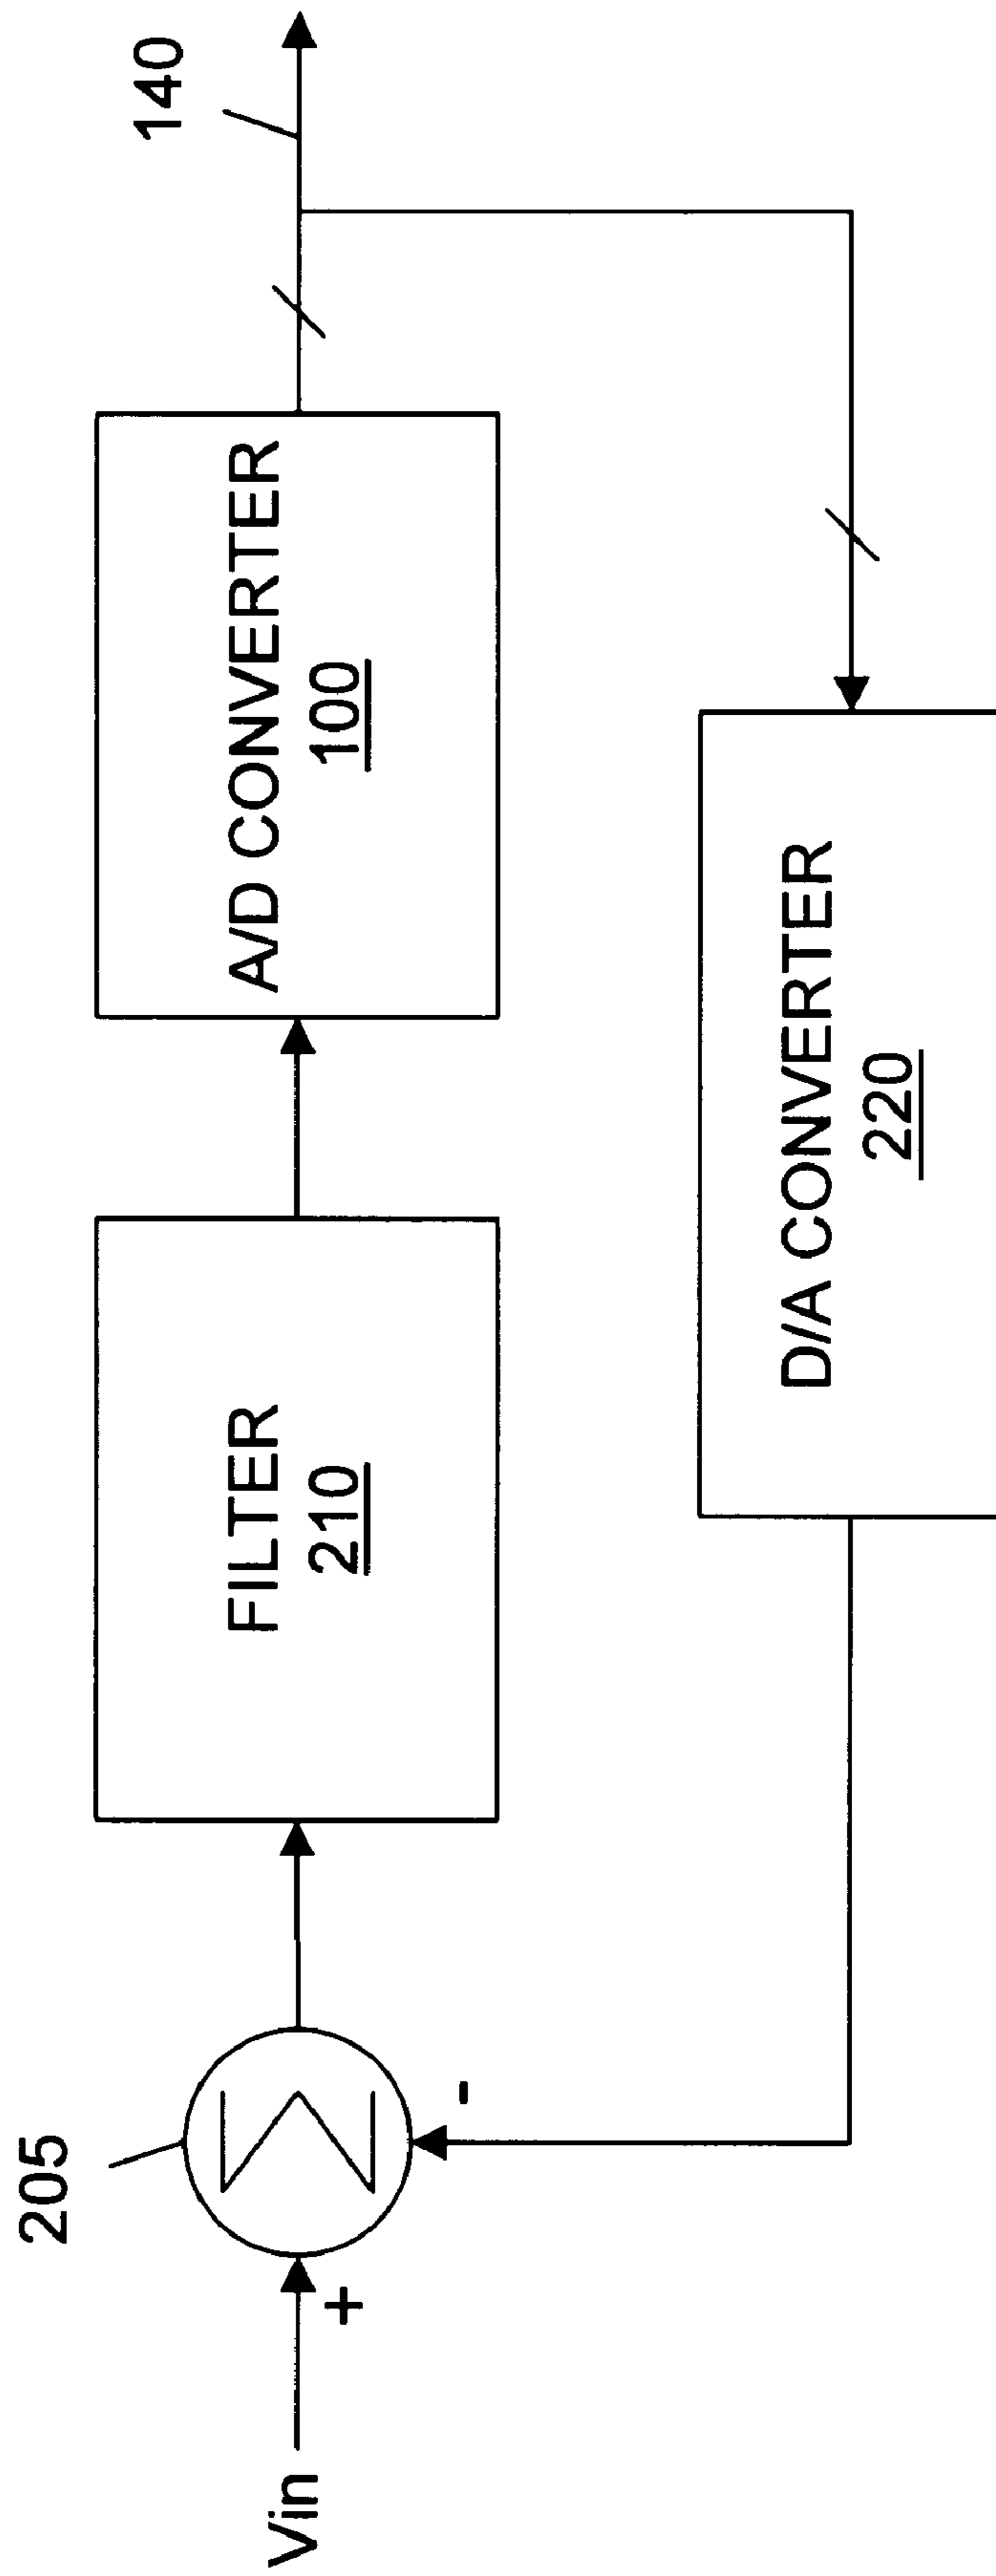 205
140
Vin
+
Σ
-
FILTER
210
A/D CONVERTER
100
D/A CONVERTER
220